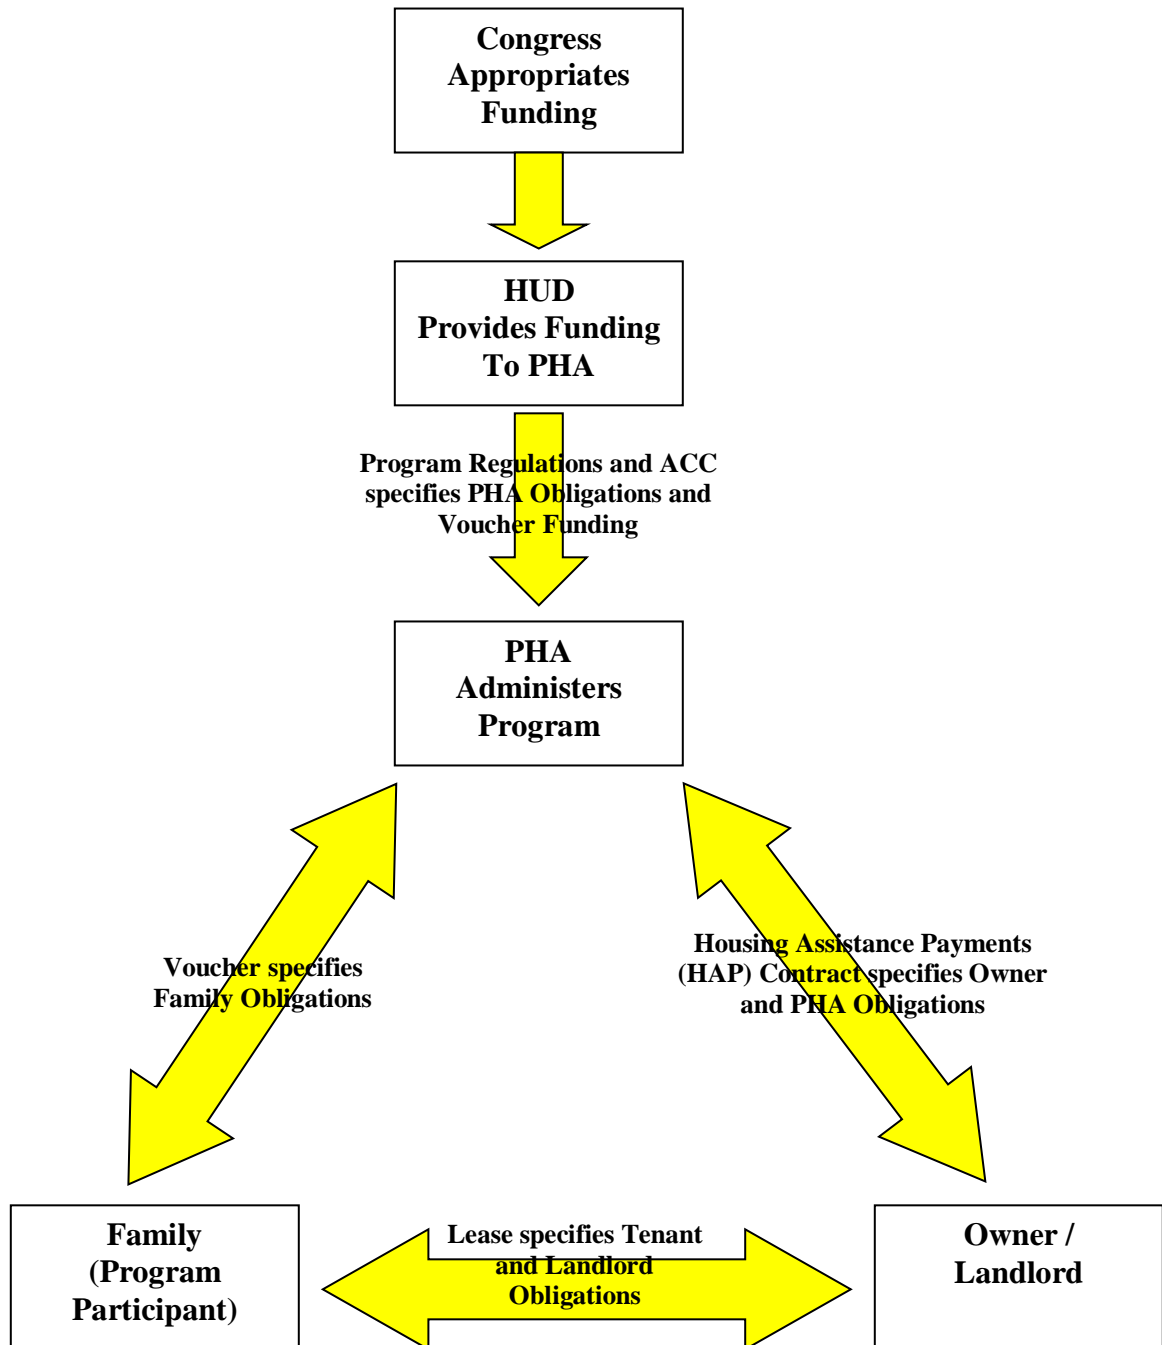 Congress
Appropriates
Funding
HUD
Provides Funding
To PHA
Program Regulations and ACC
specifies PHA Obligations and
Voucher Funding
PHA
Administers
Program
Voucher specifies
Family Obligations
Housing Assistance Payments
(HAP) Contract specifies Owner
and PHA Obligations
Family
(Program
Participant)
Lease specifies Tenant
and Landlord
Obligations
Owner /
Landlord